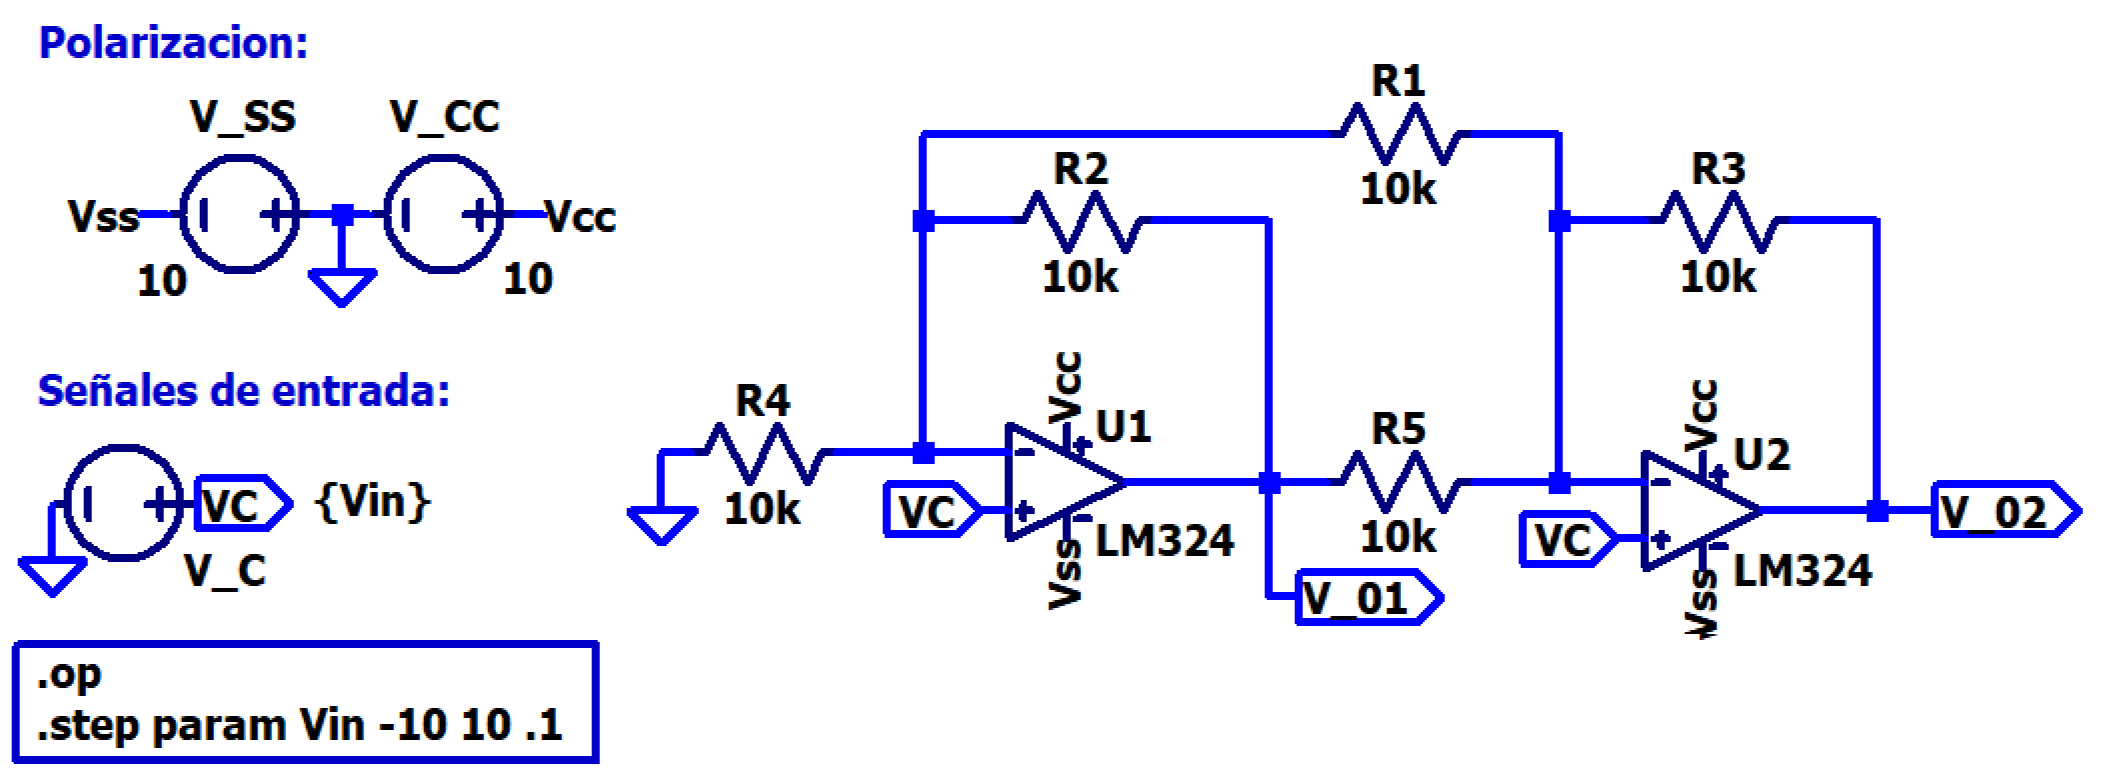 Polarizacion:
V_SS
V_CC
Vss
Vcc
10
10
Señales de entrada:
VC
{Vin}
V_C
.op
.step param Vin -10 10 .1
R1
10k
R2
10k
R3
10k
R4
10k
Vcc
U1
VC
LM324
Vss
R5
10k
V_01
Vcc
U2
VC
LM324
Vss
V_02